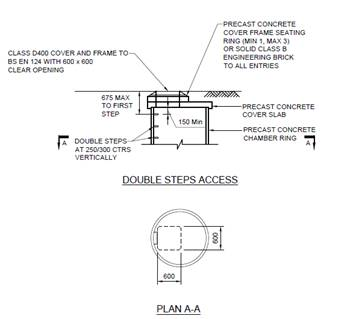 PRECAST CONCRETE
COVER FRAME SEATING
RING (MIN 1, MAX 3)
OR SOLID CLASS B
ENGINEERING BRICK
TO ALL ENTRIES
CLASS D400 COVER AND FRAME TO
BS EN 124 WITH 600 x 600
CLEAR OPENING
675 MAX
TO FIRST
STEP
150 Min
PRECAST CONCRETE
COVER SLAB
PRECAST CONCRETE
CHAMBER RING
A
A
DOUBLE STEPS
AT 250/300 CTRS
VERTICALLY
DOUBLE STEPS ACCESS
600
600
PLAN A-A